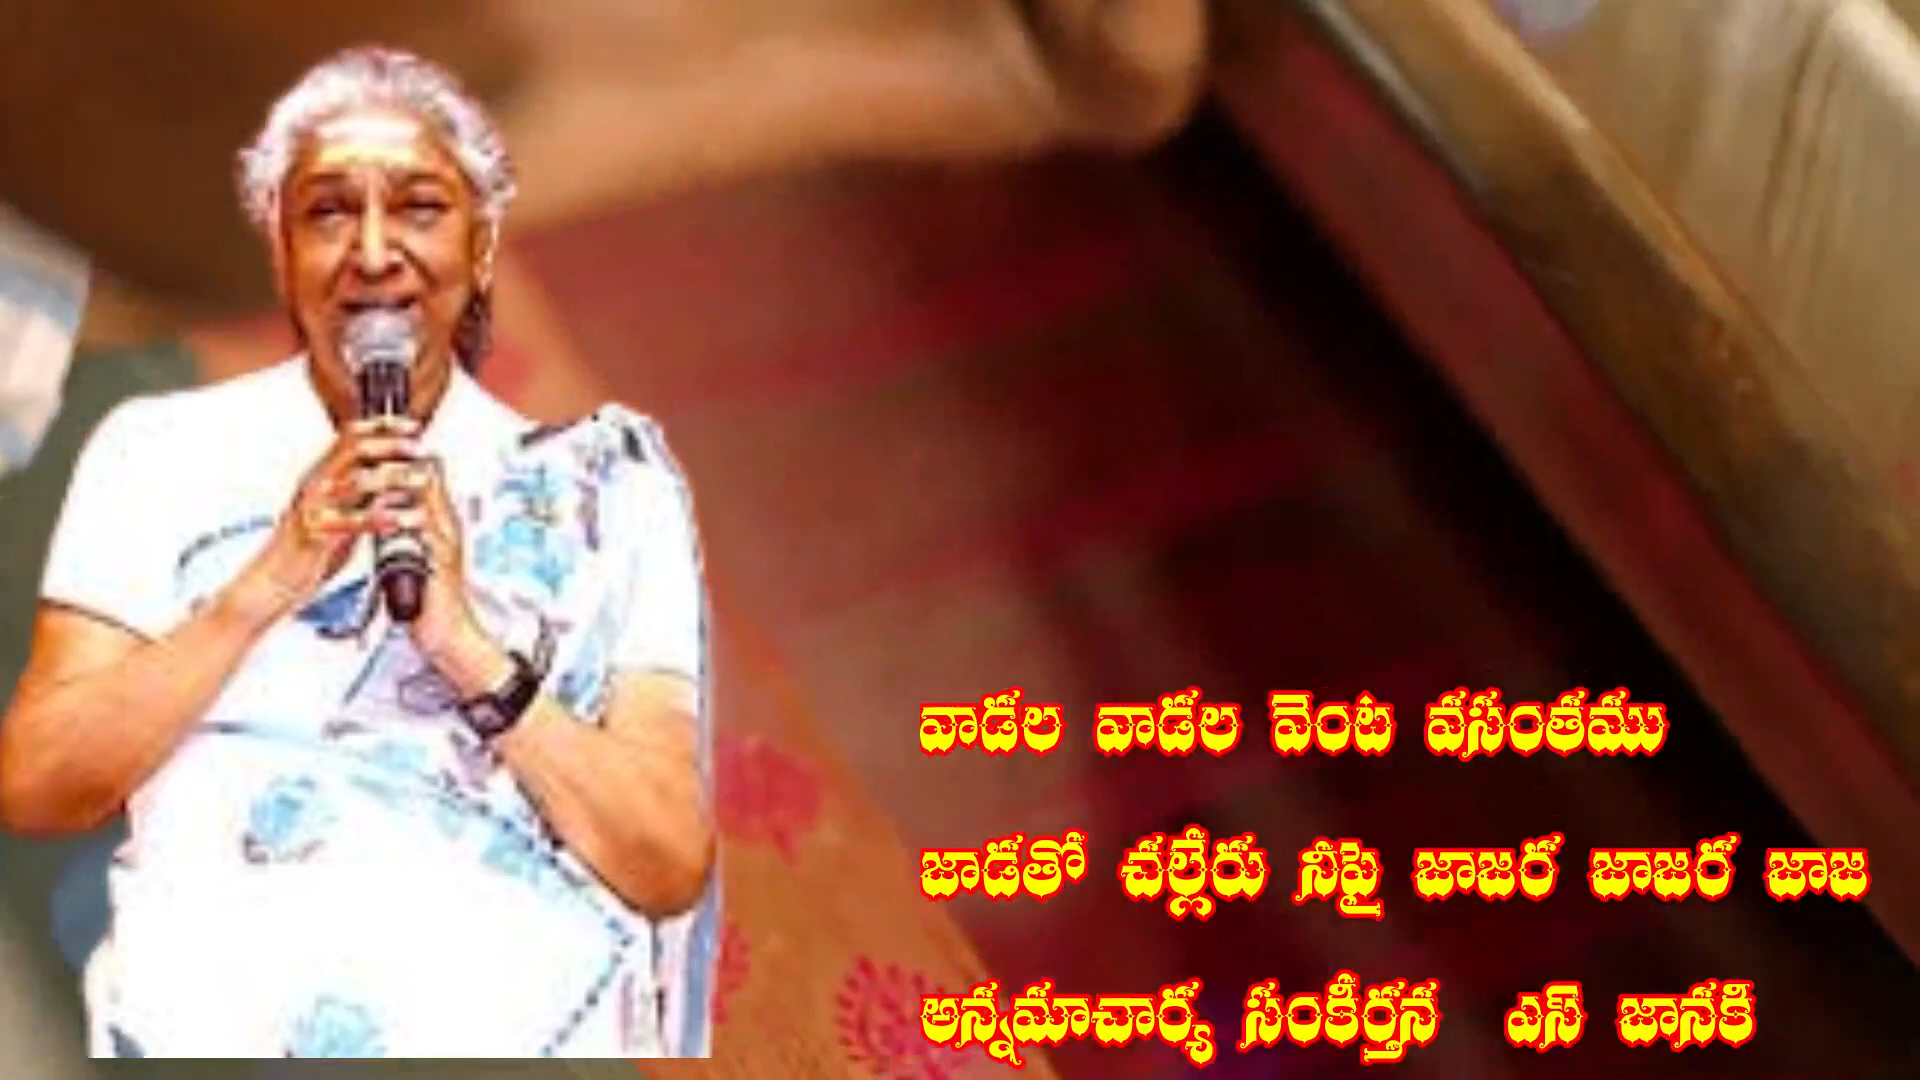 వాడల వాడల వెంట వసంతము
జాడతో చల్లేరు నీపై జాజర జాజర జాజ
అన్నమాచార్య సంకీర్తన ఎస్ జానకి